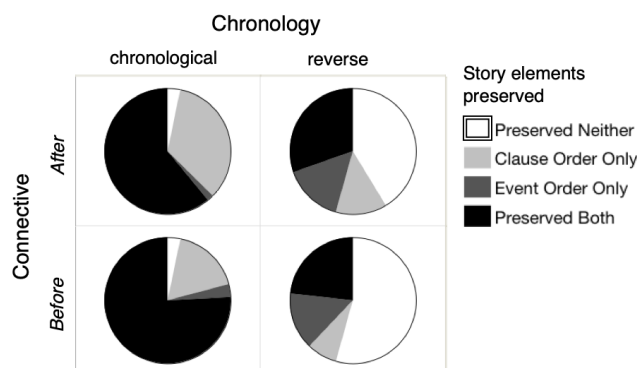 Chronology
chronological
reverse
Connective
After
Before
Story elements
preserved
Preserved Neither
Clause Order Only
Event Order Only
Preserved Both